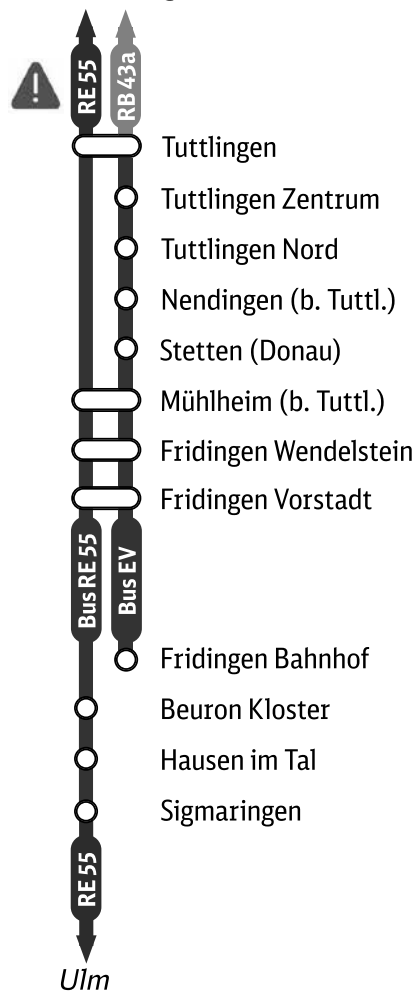 RE 55
RB 43a
Tuttlingen
Tuttlingen Zentrum
Tuttlingen Nord
Nendingen (b. Tuttl.)
Stetten (Donau)
Mühlheim (b. Tuttl.)
Fridingen Wendelstein
Fridingen Vorstadt
Bus RE 55
Bus EV
Fridingen Bahnhof
Beuron Kloster
Hausen im Tal
Sigmaringen
RE 55
Ulm